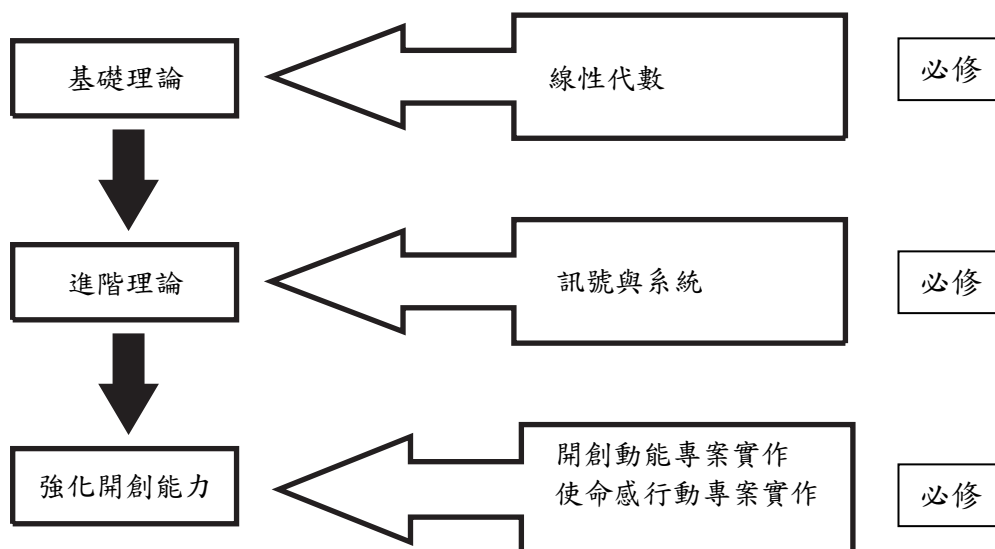 基礎理論
線性代數
必修
進階理論
訊號與系統
必修
強化開創能力
開創動能專案實作
使命感行動專案實作
必修